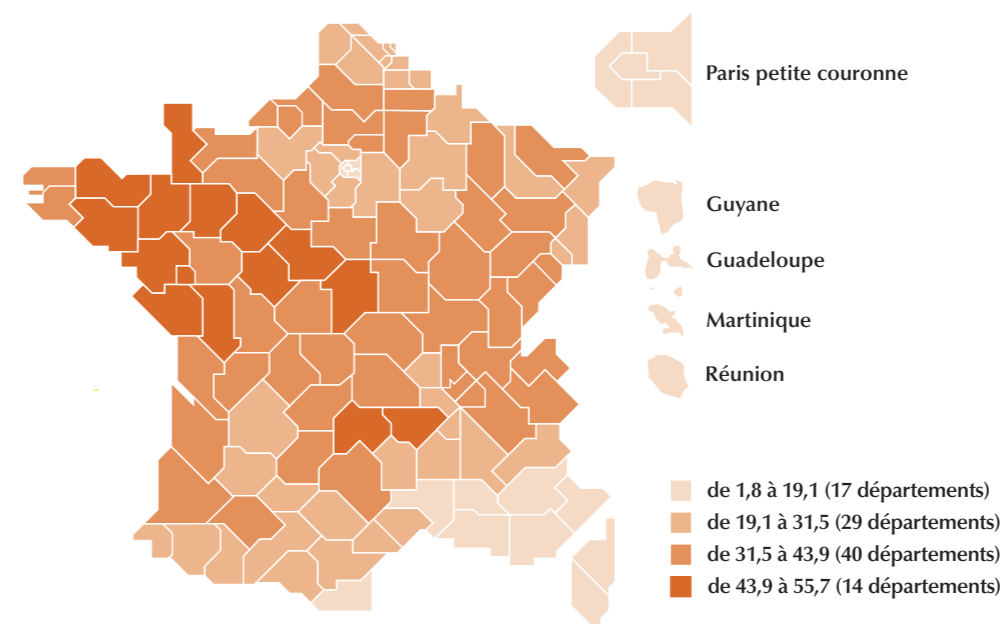 Paris petite couronne
Guyane
Guadeloupe
Martinique
Réunion
de 1,8 à 19,1 (17 départements)
de 19,1 à 31,5 (29 départements)
de 31,5 à 43,9 (40 départements)
de 43,9 à 55,7 (14 départements)